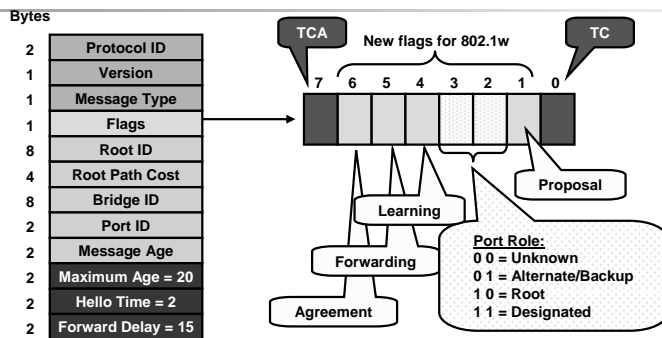 Bytes
2 Protocol ID
1 Version
1 Message Type
1 Flags
8 Root ID
4 Root Path Cost
8 Bridge ID
2 Port ID
2 Message Age
2 Maximum Age = 20
2 Hello Time = 2
2 Forward Delay = 15
TCA
New flags for 802.1w
TC
7 6 5 4 3 2 1 0
Proposal
Learning
Forwarding
Agreement
Port Role:
0 0 = Unknown
0 1 = Alternate/Backup
1 0 = Root
1 1 = Designated